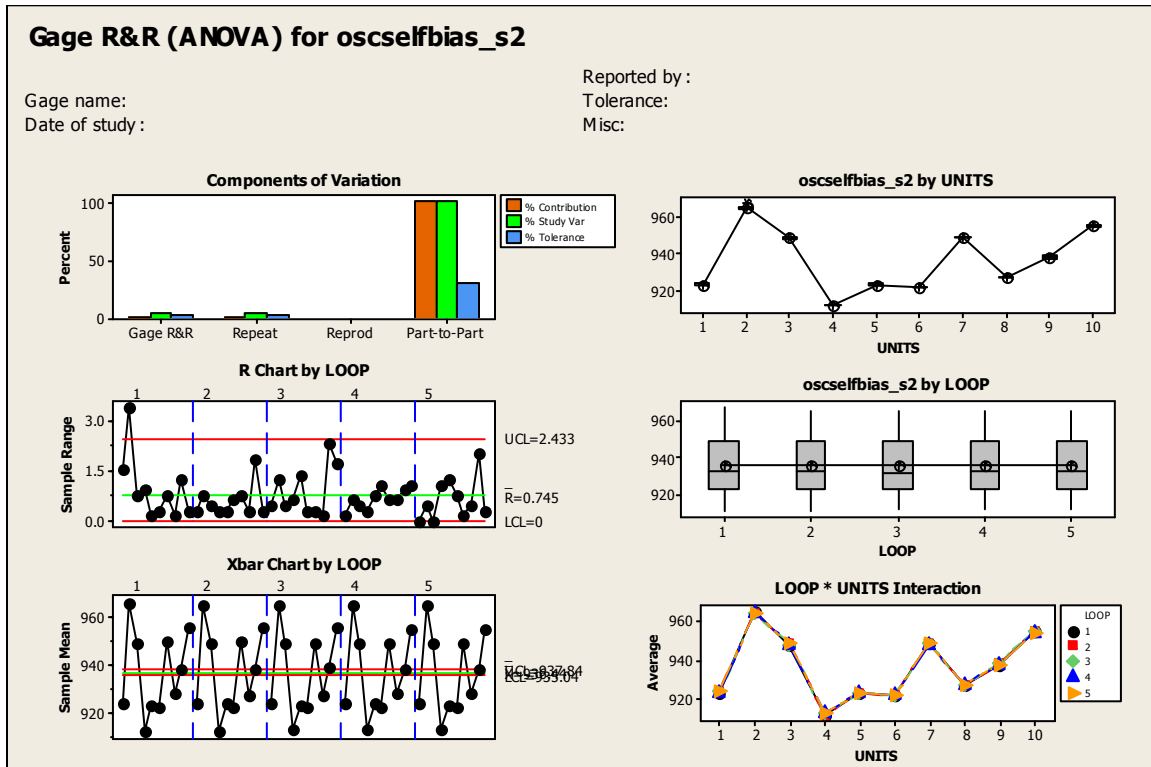 Gage R&R (ANOVA) for oscselfbias_s2
Reported by :
Gage name:
Tolerance:
Date of study :
Misc:
Components of Variation
Percent
100
50
0
Gage R&R Repeat Reprod Part-to-Part
% Contribution
% Study Var
% Tolerance
R Chart by LOOP
1 2 3 4 5
Sample Range
3.0
1.5
0.0
UCL=2.433
R=0.745
LCL=0
Xbar Chart by LOOP
1 2 3 4 5
Sample Mean
960
940
920
oscselfbias_s2 by UNITS
960
940
920
1 2 3 4 5 6 7 8 9 10
UNITS
oscselfbias_s2 by LOOP
960
940
920
1 2 3 4 5
LOOP
LOOP * UNITS Interaction
Average
960
940
920
1 2 3 4 5 6 7 8 9 10
UNITS
LOOP
1
2
3
4
5